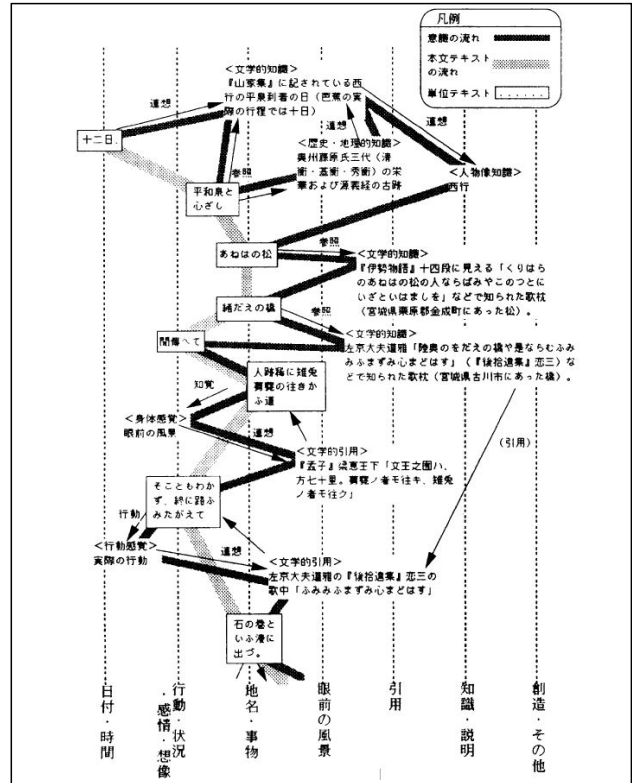 凡例
意識の流れ
本文テキスト
の流れ
単位テキスト
十二日、
連想
<文学的知識>
『山家集』に記されている西
行の平泉到着の日(芭蕉の実
際の行程では十日)
連想
連想
参照
<歴史・地理的知識>
奥州藤原氏三代(清
衡・基衡・秀衡)の栄
華および源義経の古跡
<人物像知識>
西行
平和泉と
心ざし
あねはの松
参照
<文学的知識>
『伊勢物語』十四段に見える「くりはら
のあねはの松の人ならばみやこのつとに
いざといはましを」などで知られた歌枕
(宮城県栗原郡金成町にあった松)。
緒だえの橋
参照
聞傳へて
<文学的知識>
左京大夫道雅「陸奥のをだえの橋や是ならむふみ
みふまずみ心まどはす」(『後拾遺集』恋三)な
どで知られた歌枕(宮城県古川市にあった橋)。
人跡稀に雉兎
蒭蕘の往きか
ふ道
知覚
<身体感覚>
眼前の風景
連想
<文学的引用>
『孟子』梁恵王下「文王之囿ハ、
方七十里。蒭蕘ノ者モ往キ、雉兎
ノ者モ往ク」
(引用)
そこともわか
ず、終に路ふ
みたがえて
行動
<行動感覚>
実際の行動
連想
<文学的引用>
左京大夫道雅の『後拾遺集』恋三の
歌中「ふみみふまずみ心まどはす」
石の巻と
いふ湊に
出づ。
日付・時間
行動・状況
・感情・想像
地名・事物
眼前の風景
引用
知識・説明
創造・その他